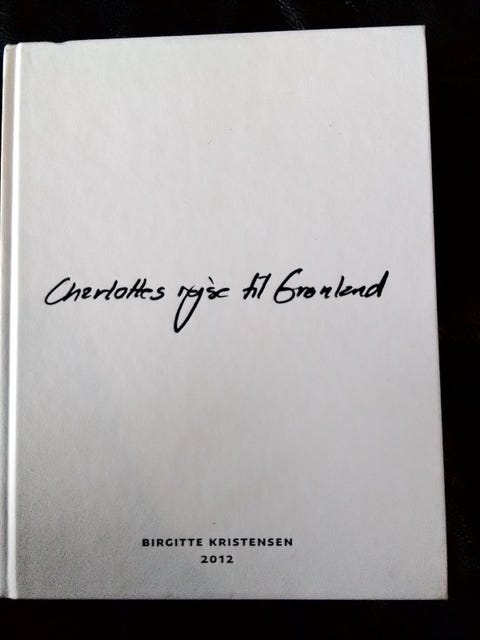 Charlottes rejse til Grønland
BIRGITTE KRISTENSEN
2012